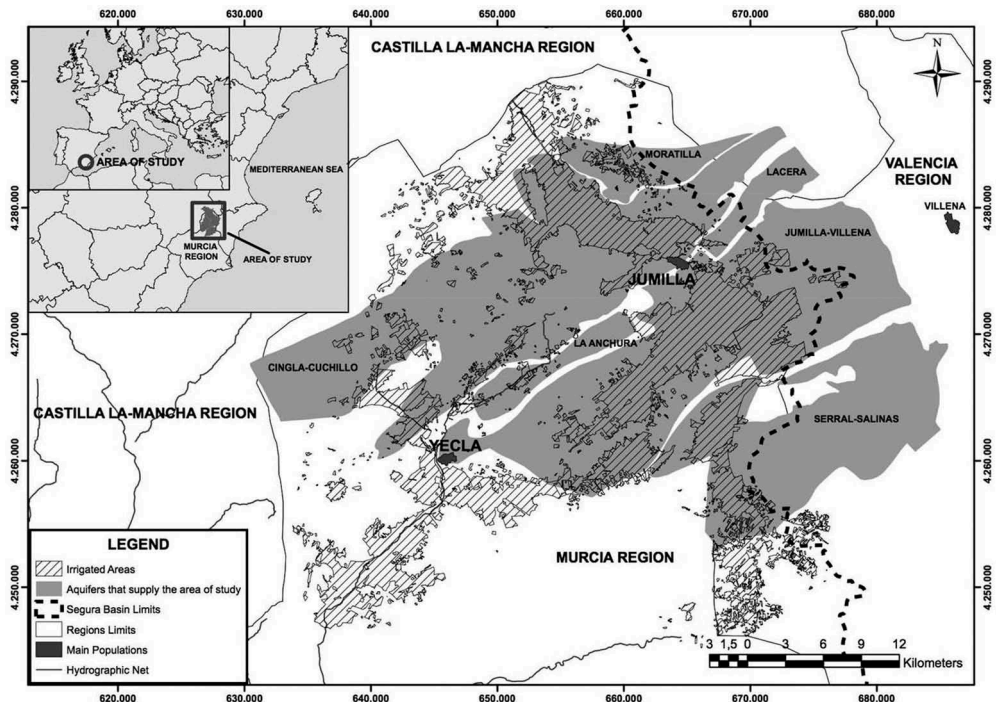 620.000 630.000 640.000 650.000 660.000 670.000 680.000
CASTILLA LA-MANCHA REGION
N
4.290.000
4.290.000
AREA OF STUDY
MORATILLA
MEDITERRANEAN SEA
LACERA
VALENCIA
REGION
4.280.000
4.280.000
VILLENA
MURCIA
REGION
AREA OF STUDY
JUMILLA-VILLENA
JUMILLA
4.270.000
4.270.000
LA ANCHURA
CINGLA-CUCHILLO
CASTILLA LA-MANCHA REGION
SERRAL-SALINAS
YECLA
4.260.000
4.260.000
MURCIA REGION
LEGEND
Irrigated Areas
Aquifers that supply the area of study
Segura Basin Limits
Regions Limits
Main Populations
Hydrographic Net
4.250.000
4.250.000
3 1,5 0 3 6 9 12
Kilometers
620.000 630.000 640.000 650.000 660.000 670.000 680.000